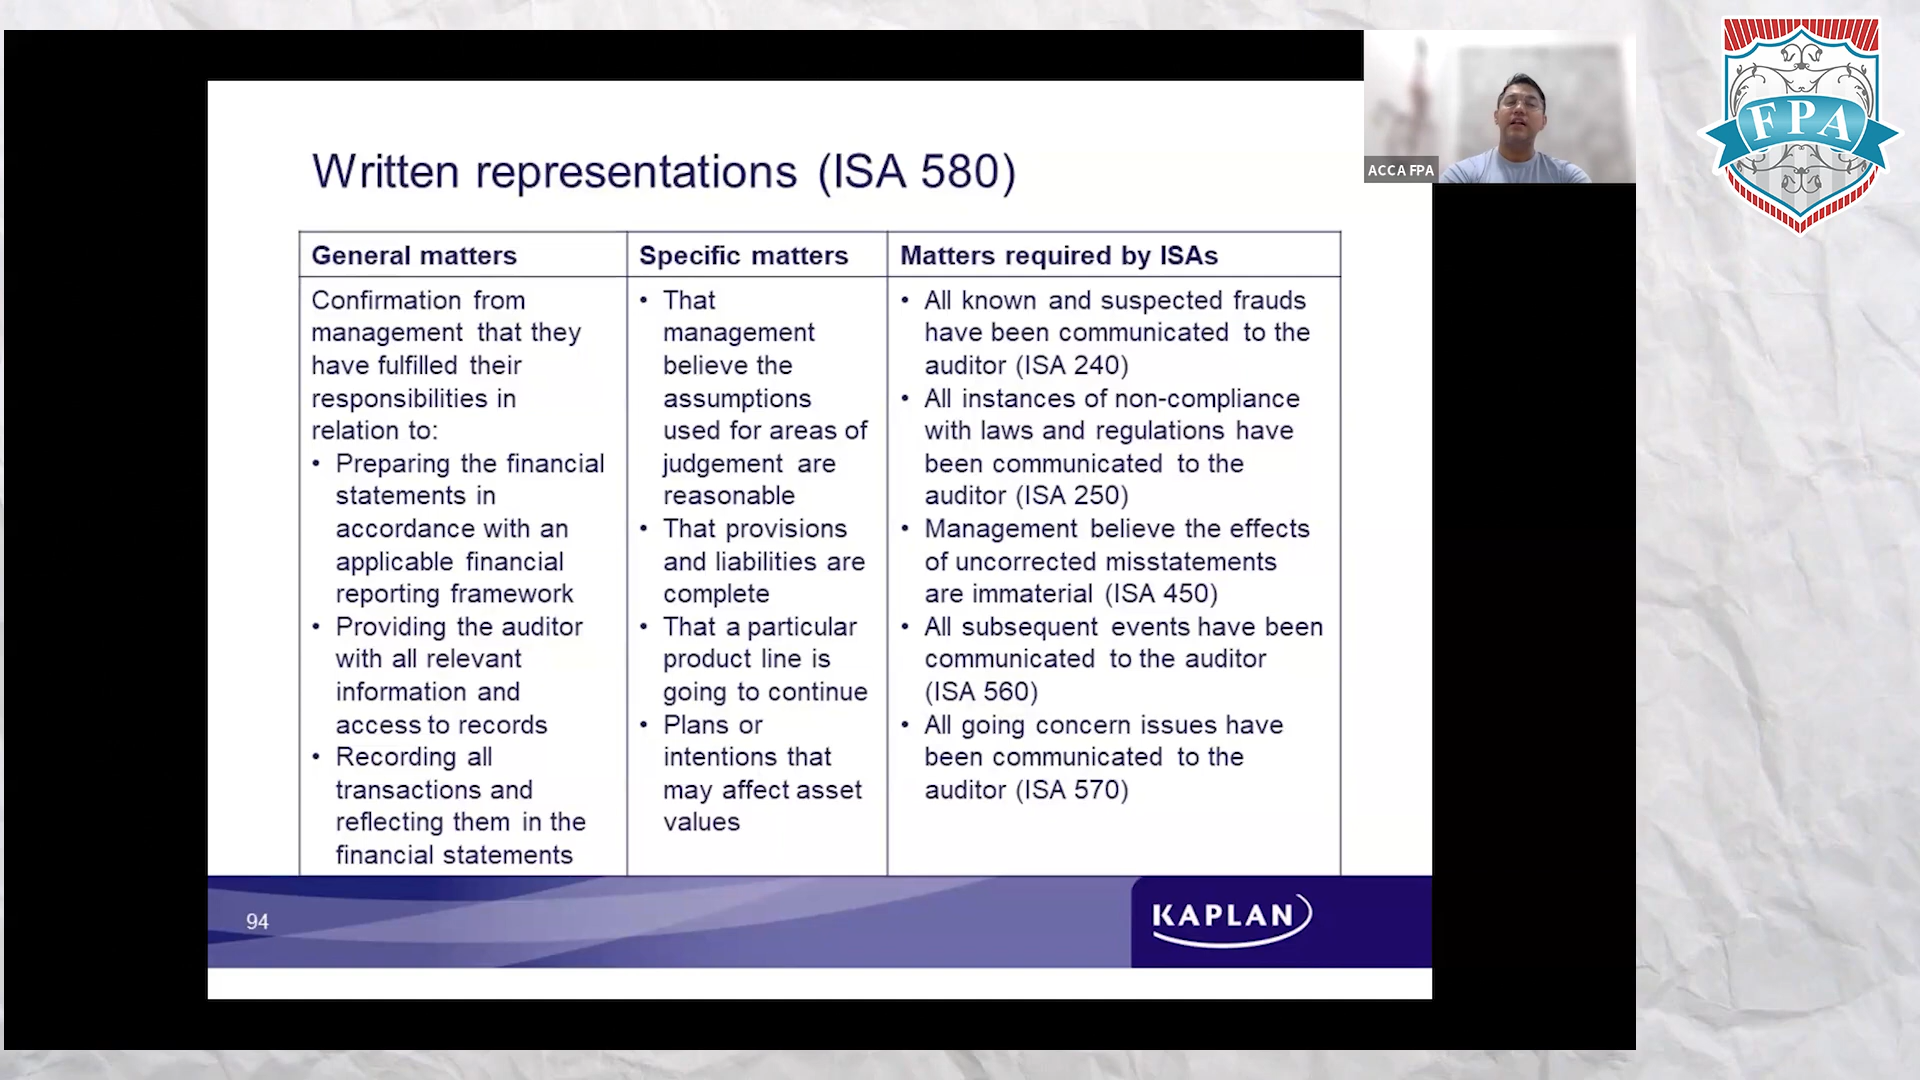 Written representations (ISA 580)
General matters
Confirmation from
management that they
have fulfilled their
responsibilities in
relation to:
• Preparing the financial
statements in
accordance with an
applicable financial
reporting framework
• Providing the auditor
with all relevant
information and
access to records
• Recording all
transactions and
reflecting them in the
financial statements
Specific matters
• That
management
believe the
assumptions
used for areas of
judgement are
reasonable
• That provisions
and liabilities are
complete
• That a particular
product line is
going to continue
• Plans or
intentions that
may affect asset
values
Matters required by ISAs
• All known and suspected frauds
have been communicated to the
auditor (ISA 240)
• All instances of non-compliance
with laws and regulations have
been communicated to the
auditor (ISA 250)
• Management believe the effects
of uncorrected misstatements
are immaterial (ISA 450)
• All subsequent events have been
communicated to the auditor
(ISA 560)
• All going concern issues have
been communicated to the
auditor (ISA 570)
94
KAPLAN
ACCA FPA
FPA